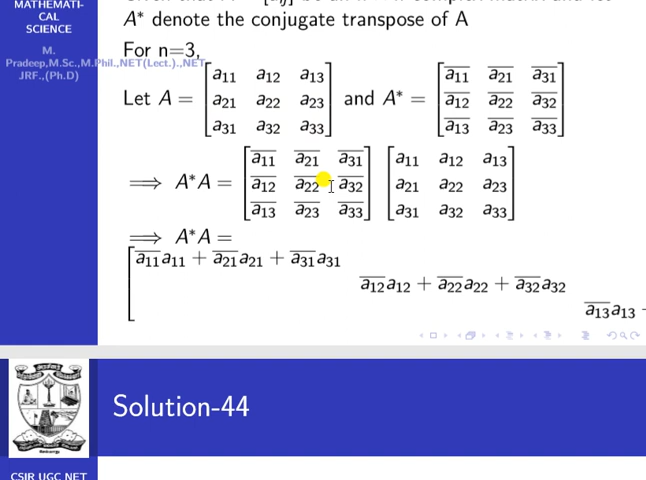 MATHEMATI-
CAL
SCIENCE
M.
Pradeep,M.Sc.,M.Phil.,NET(Lect.).,NET
JRF.,(Ph.D)
A* denote the conjugate transpose of A
For n=3,
Let A = [a11 a12 a13; a21 a22 a23; a31 a32 a33] and A* = [a̅11 a̅21 a̅31; a̅12 a̅22 a̅32; a̅13 a̅23 a̅33]
⟹ A*A = [a̅11 a̅21 a̅31; a̅12 a̅22 a̅32; a̅13 a̅23 a̅33] [a11 a12 a13; a21 a22 a23; a31 a32 a33]
⟹ A*A =
a̅11a11 + a̅21a21 + a̅31a31
a̅12a12 + a̅22a22 + a̅32a32
a̅13a13
Solution-44
CSIR UGC NET